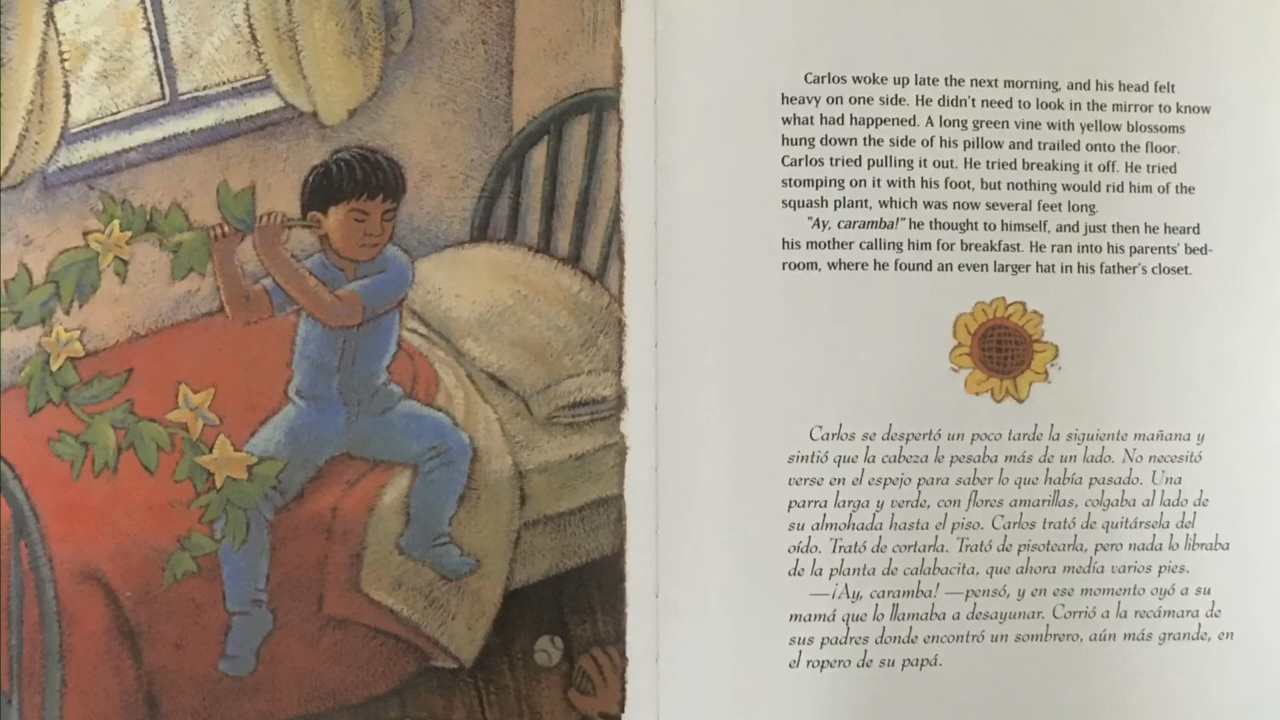 Carlos woke up late the next morning, and his head felt
heavy on one side. He didn't need to look in the mirror to know
what had happened. A long green vine with yellow blossoms
hung down the side of his pillow and trailed onto the floor.
Carlos tried pulling it out. He tried breaking it off. He tried
stomping on it with his foot, but nothing would rid him of the
squash plant, which was now several feet long.
"Ay, caramba!" he thought to himself, and just then he heard
his mother calling him for breakfast. He ran into his parents' bed-
room, where he found an even larger hat in his father's closet.
Carlos se despertó un poco tarde la siguiente mañana y
sintió que la cabeza le pesaba más de un lado. No necesitó
verse en el espejo para saber lo que había pasado. Una
parra larga y verde, con flores amarillas, colgaba al lado de
su almohada hasta el piso. Carlos trató de quitársela del
oído. Trató de cortarla. Trató de pisotearla, pero nada lo libraba
de la planta de calabacita, que ahora medía varios pies.
—¡Ay, caramba! —pensó, y en ese momento oyó a su
mamá que lo llamaba a desayunar. Corrió a la recámara de
sus padres donde encontró un sombrero, aún más grande, en
el ropero de su papá.